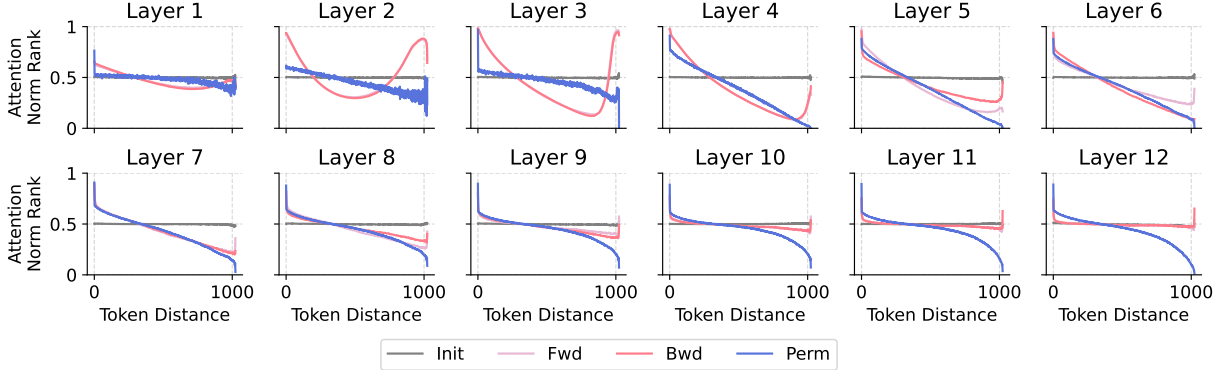 Layer 1 Layer 2 Layer 3 Layer 4 Layer 5 Layer 6
Attention
Norm Rank
1
0.5
0
Layer 7 Layer 8 Layer 9 Layer 10 Layer 11 Layer 12
Attention
Norm Rank
1
0.5
0
0 1000 0 1000 0 1000 0 1000 0 1000 0 1000
Token Distance Token Distance Token Distance Token Distance Token Distance Token Distance
Init Fwd Bwd Perm